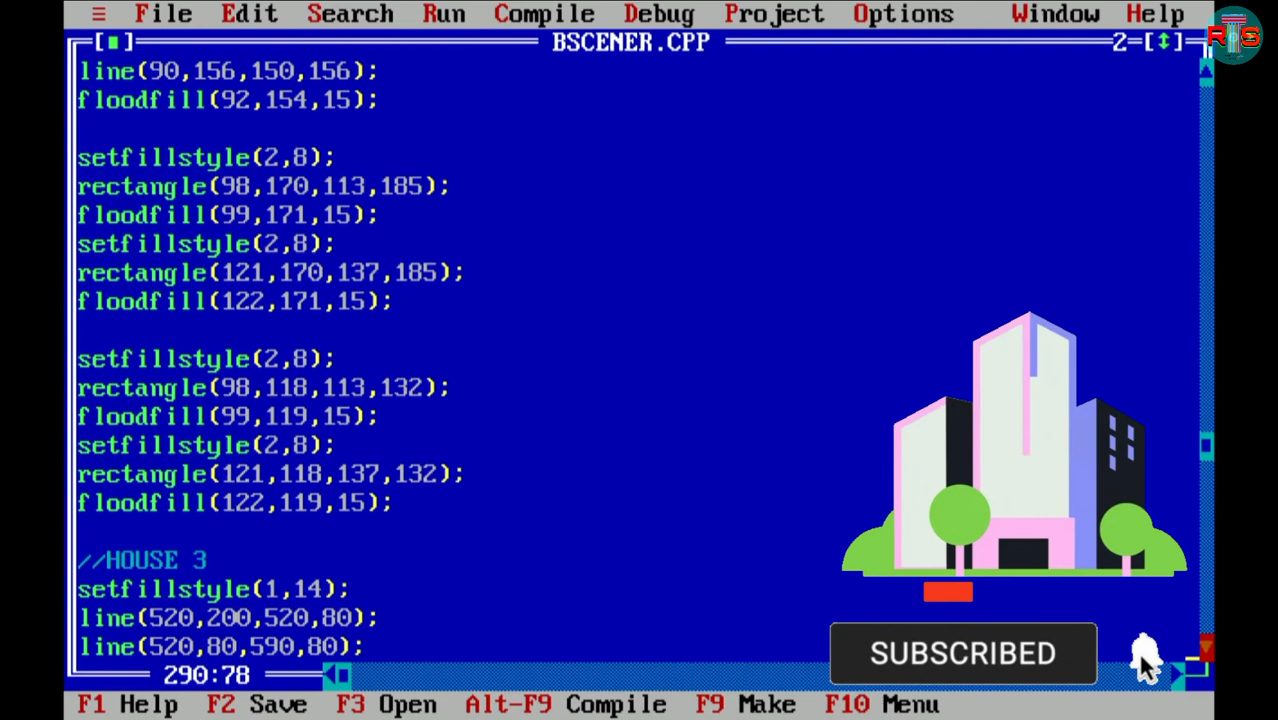 ≡ File Edit Search Run Compile Debug Project Options Window Help
RTS
[■] BSCENER.CPP 2=[↕]
line(90,156,150,156);
floodfill(92,154,15);
setfillstyle(2,8);
rectangle(98,170,113,185);
floodfill(99,171,15);
setfillstyle(2,8);
rectangle(121,170,137,185);
floodfill(122,171,15);
setfillstyle(2,8);
rectangle(98,118,113,132);
floodfill(99,119,15);
setfillstyle(2,8);
rectangle(121,118,137,132);
floodfill(122,119,15);
//HOUSE 3
setfillstyle(1,14);
line(520,200,520,80);
line(520,80,590,80);
SUBSCRIBED
290:78
F1 Help F2 Save F3 Open Alt-F9 Compile F9 Make F10 Menu